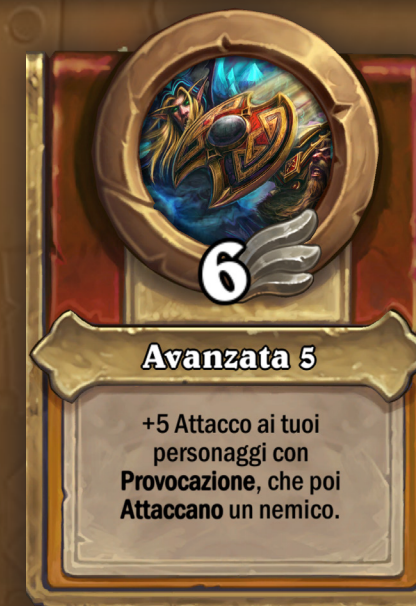 6
Avanzata 5
+5 Attacco ai tuoi
personaggi con
Provocazione, che poi
Attaccano un nemico.